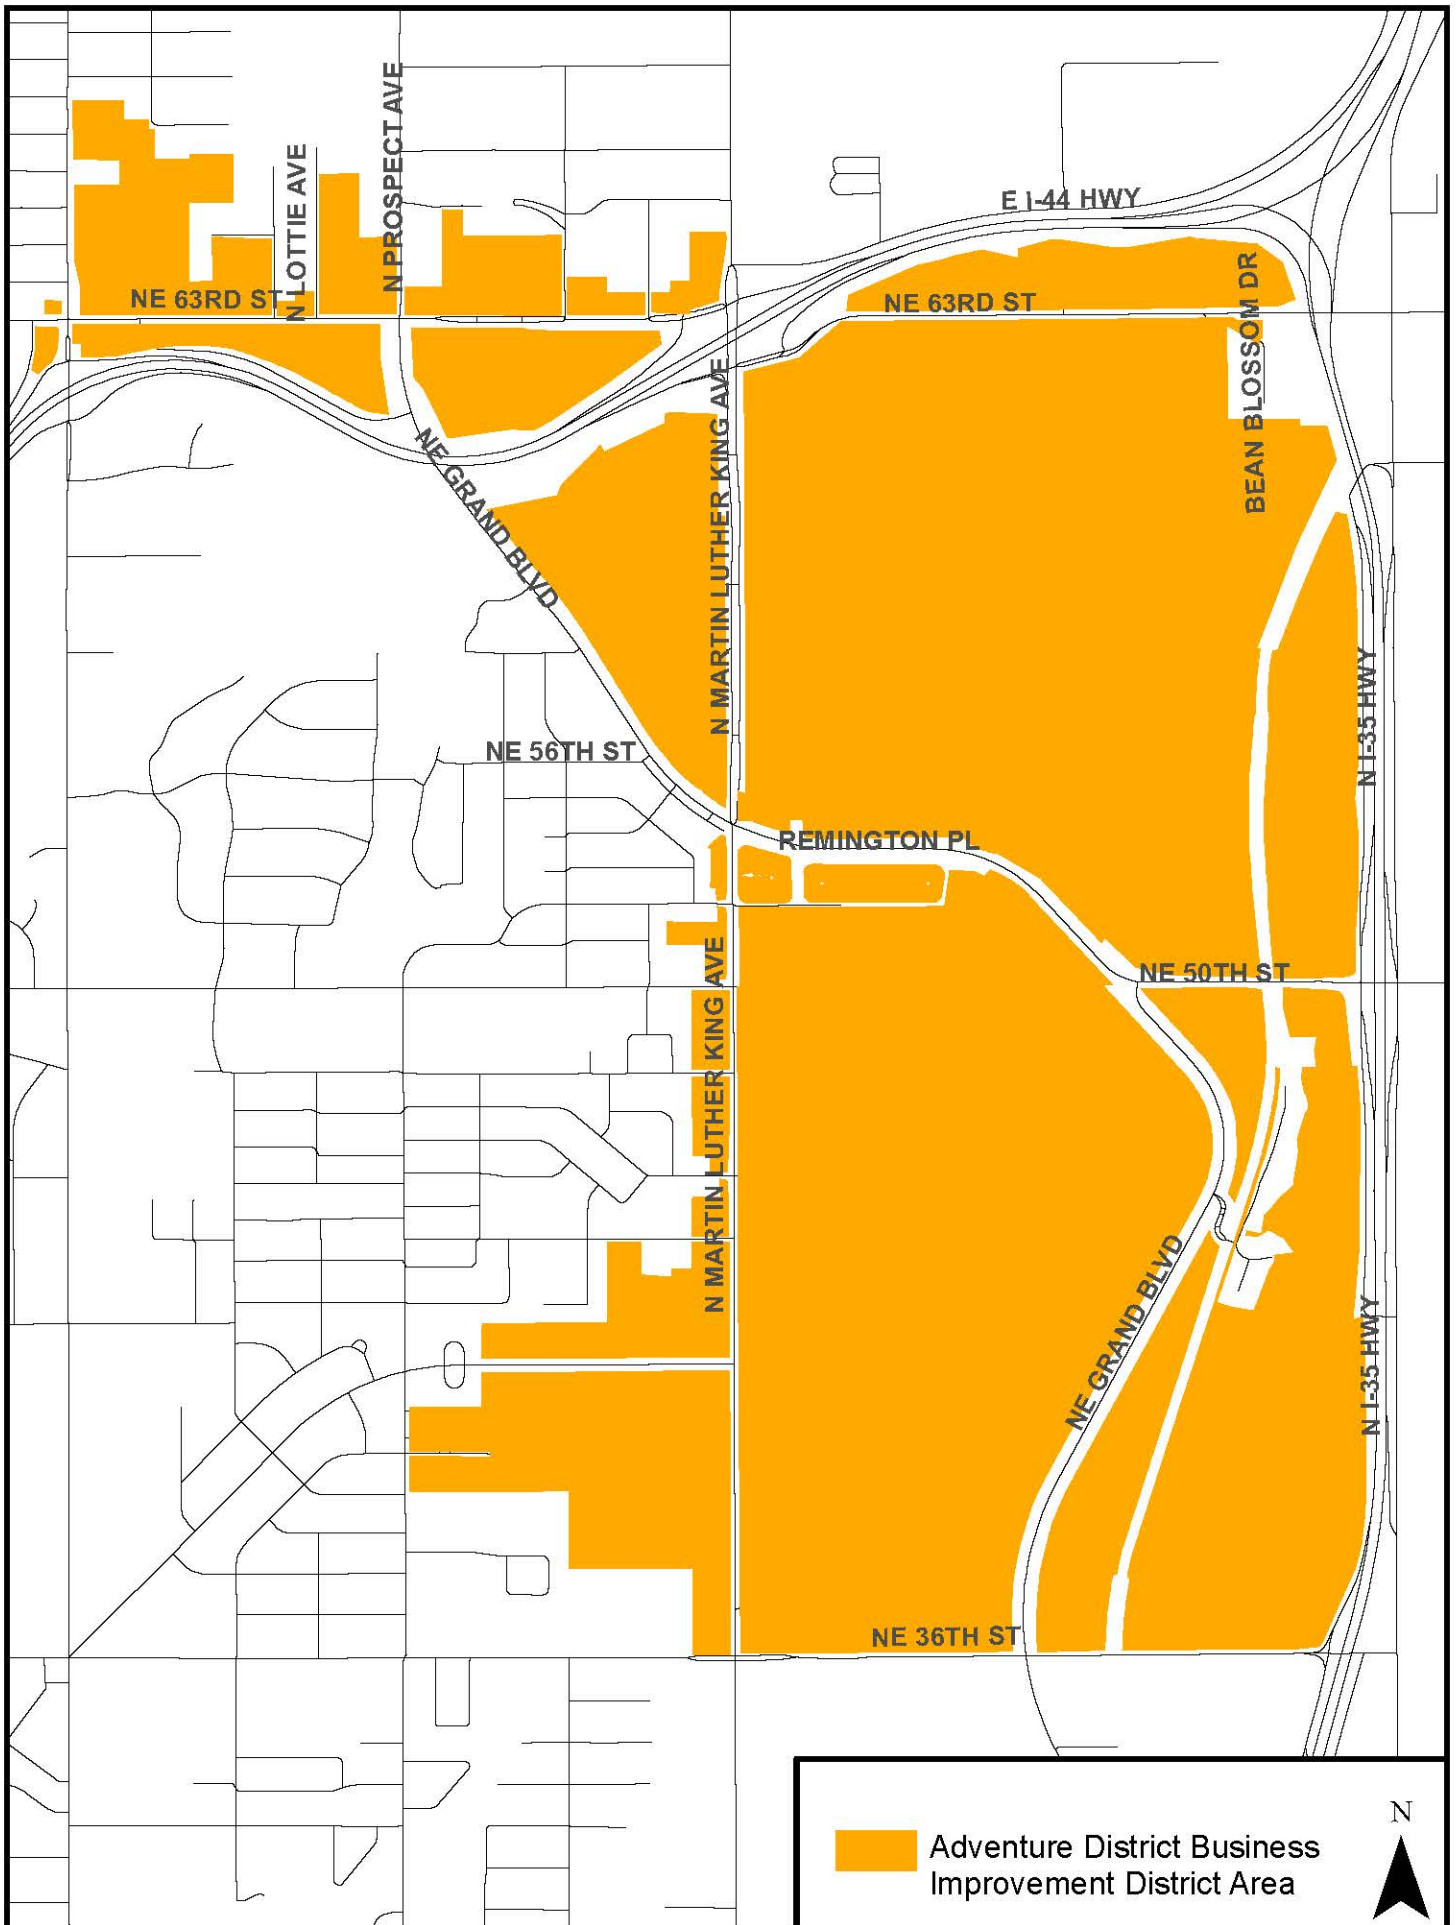 N PROSPECT AVE
N LOTTIE AVE
E I-44 HWY
NE 63RD ST
NE 63RD ST
BEAN BLOSSOM DR
N MARTIN LUTHER KING AVE
NE GRAND BLVD
N I-35 HWY
NE 56TH ST
REMINGTON PL
N MARTIN LUTHER KING AVE
NE 50TH ST
NE GRAND BLVD
N I-35 HWY
NE 36TH ST
N
Adventure District Business
Improvement District Area